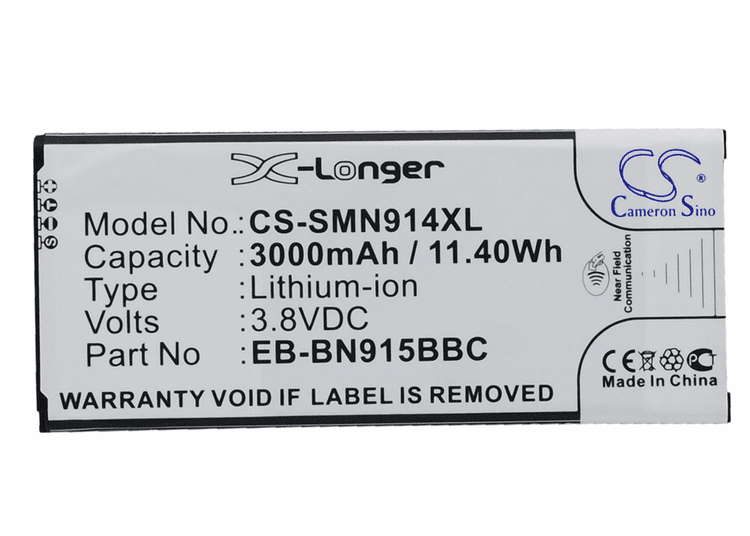 X-Longer
Model No.:CS-SMN914XL
Capacity :3000mAh / 11.40Wh
Type :Lithium-ion
Volts :3.8VDC
Part No. :EB-BN915BBC
WARRANTY VOID IF LABEL IS REMOVED
CS ®
Cameron Sino
Near Field
Communication
CE
Made In China